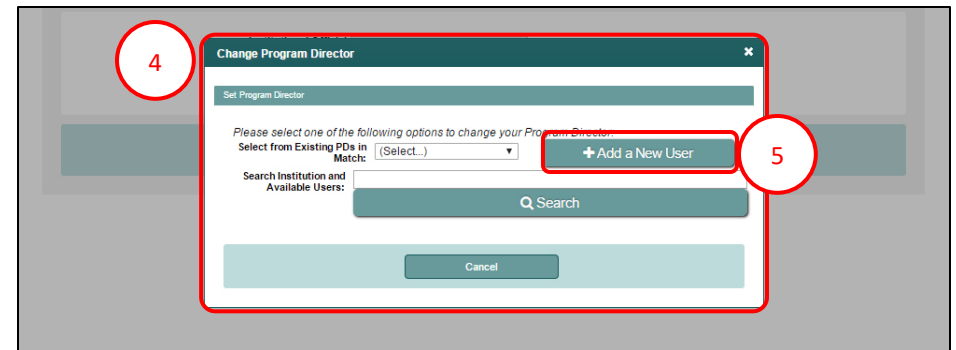 4
Change Program Director
Set Program Director
Please select one of the following options to change your Program Director.
Select from Existing PDs in Match:
(Select...)
+ Add a New User
5
Search Institution and Available Users:
Search
Cancel